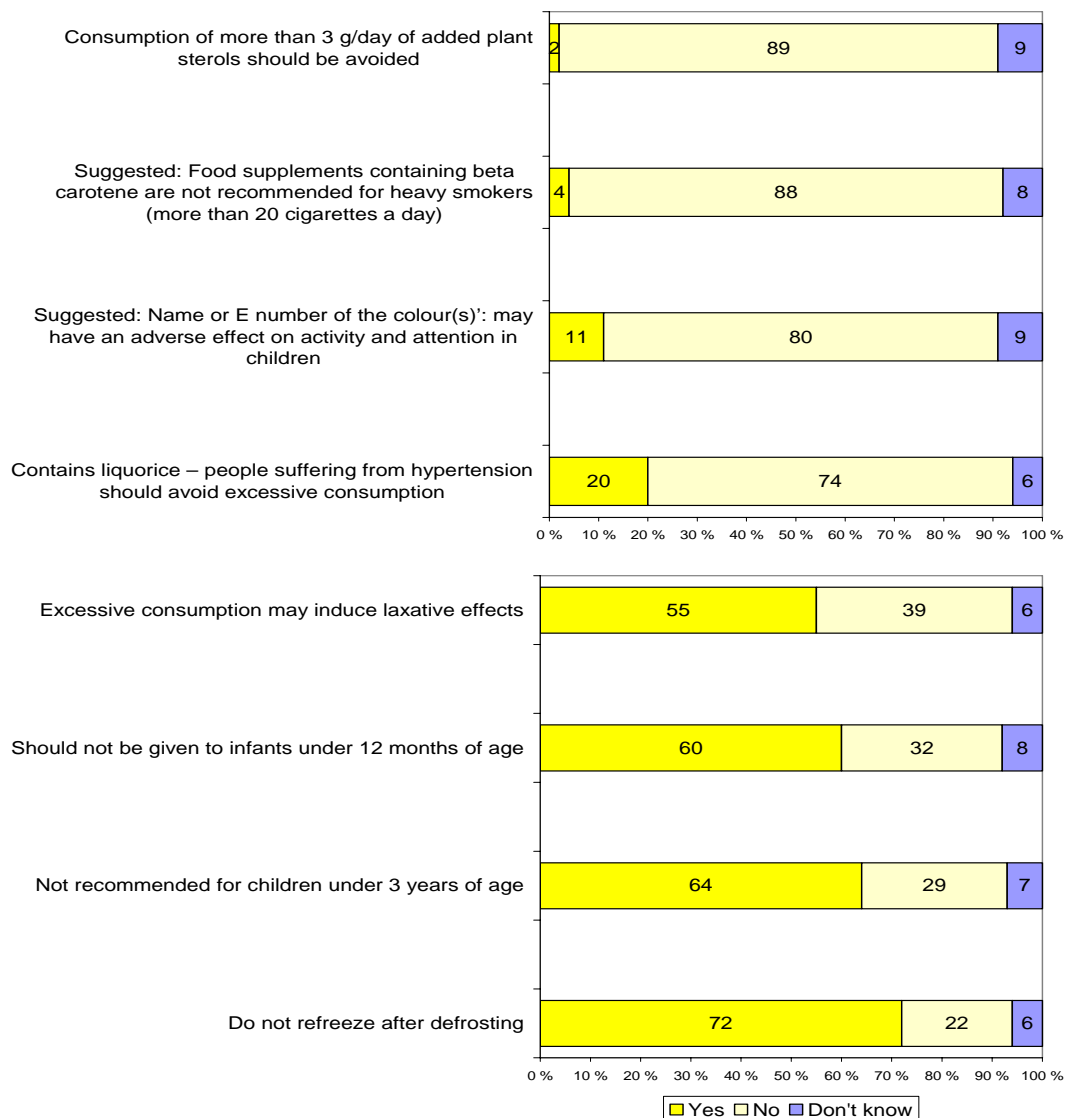 Consumption of more than 3 g/day of added plant
sterols should be avoided
2 89 9
Suggested: Food supplements containing beta
carotene are not recommended for heavy smokers
(more than 20 cigarettes a day)
4 88 8
Suggested: Name or E number of the colour(s)’: may
have an adverse effect on activity and attention in
children
11 80 9
Contains liquorice – people suffering from hypertension
should avoid excessive consumption
20 74 6
0 % 10 % 20 % 30 % 40 % 50 % 60 % 70 % 80 % 90 % 100 %
Excessive consumption may induce laxative effects
55 39 6
Should not be given to infants under 12 months of age
60 32 8
Not recommended for children under 3 years of age
64 29 7
Do not refreeze after defrosting
72 22 6
0 % 10 % 20 % 30 % 40 % 50 % 60 % 70 % 80 % 90 % 100 %
Yes No Don't know